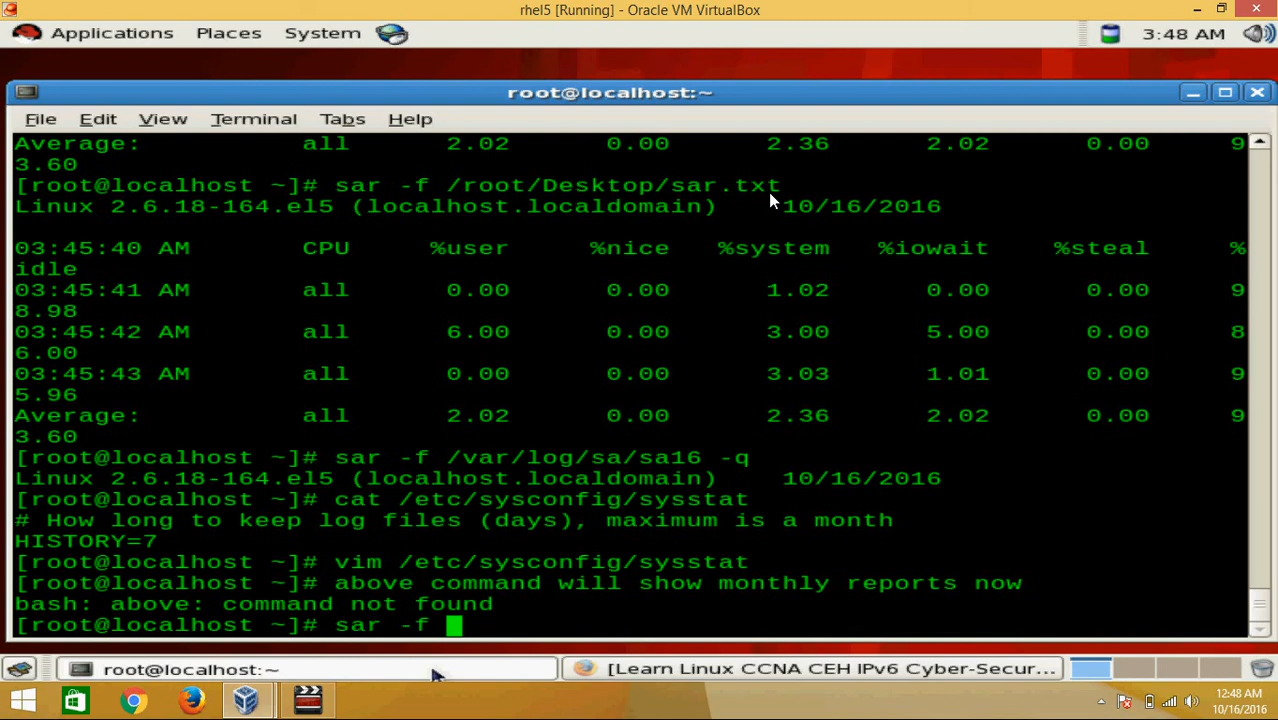 rhel5 [Running] - Oracle VM VirtualBox
Applications Places System 3:48 AM
root@localhost:~
File Edit View Terminal Tabs Help
Average: all 2.02 0.00 2.36 2.02 0.00 9
3.60
[root@localhost ~]# sar -f /root/Desktop/sar.txt
Linux 2.6.18-164.el5 (localhost.localdomain) 10/16/2016
03:45:40 AM CPU %user %nice %system %iowait %steal %
idle
03:45:41 AM all 0.00 0.00 1.02 0.00 0.00 9
8.98
03:45:42 AM all 6.00 0.00 3.00 5.00 0.00 8
6.00
03:45:43 AM all 0.00 0.00 3.03 1.01 0.00 9
5.96
Average: all 2.02 0.00 2.36 2.02 0.00 9
3.60
[root@localhost ~]# sar -f /var/log/sa/sa16 -q
Linux 2.6.18-164.el5 (localhost.localdomain) 10/16/2016
[root@localhost ~]# cat /etc/sysconfig/sysstat
# How long to keep log files (days), maximum is a month
HISTORY=7
[root@localhost ~]# vim /etc/sysconfig/sysstat
[root@localhost ~]# above command will show monthly reports now
bash: above: command not found
[root@localhost ~]# sar -f
root@localhost:~ [Learn Linux CCNA CEH IPv6 Cyber-Secur...
12:48 AM
10/16/2016